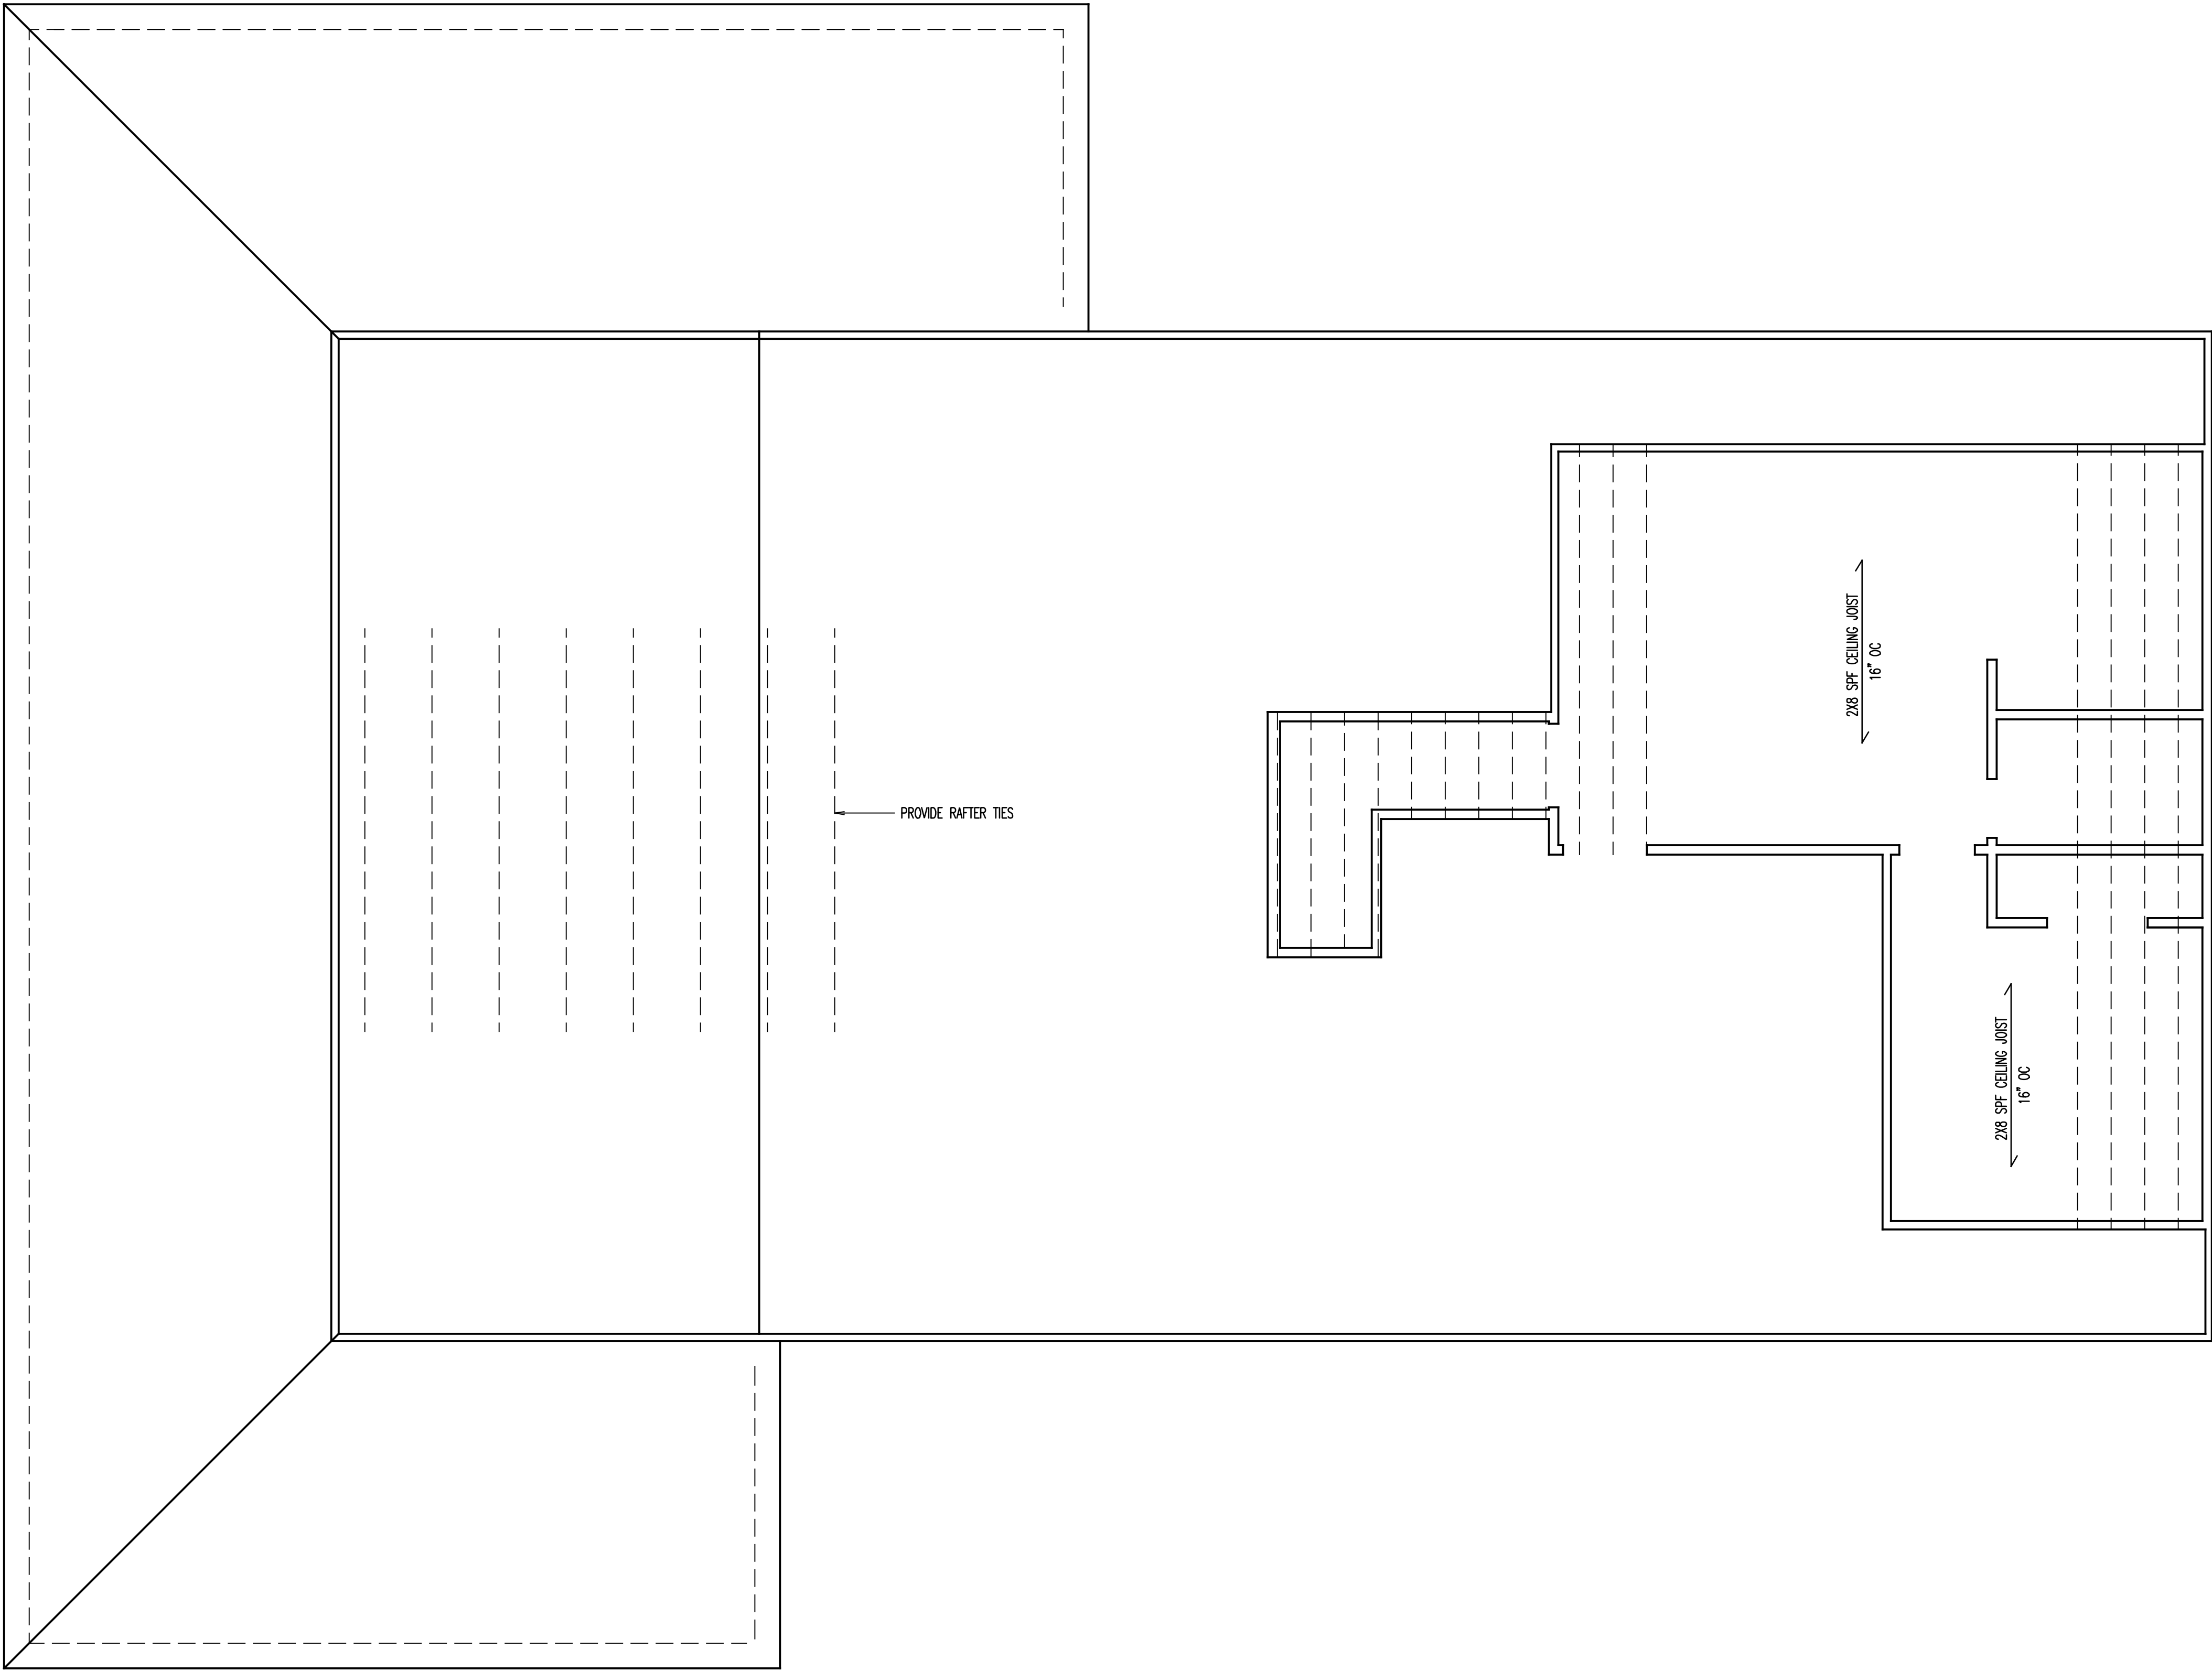 2X8 SPF CEILING JOIST
16" OC
PROVIDE RAFTER TIES
2X8 SPF CEILING JOIST
16" OC